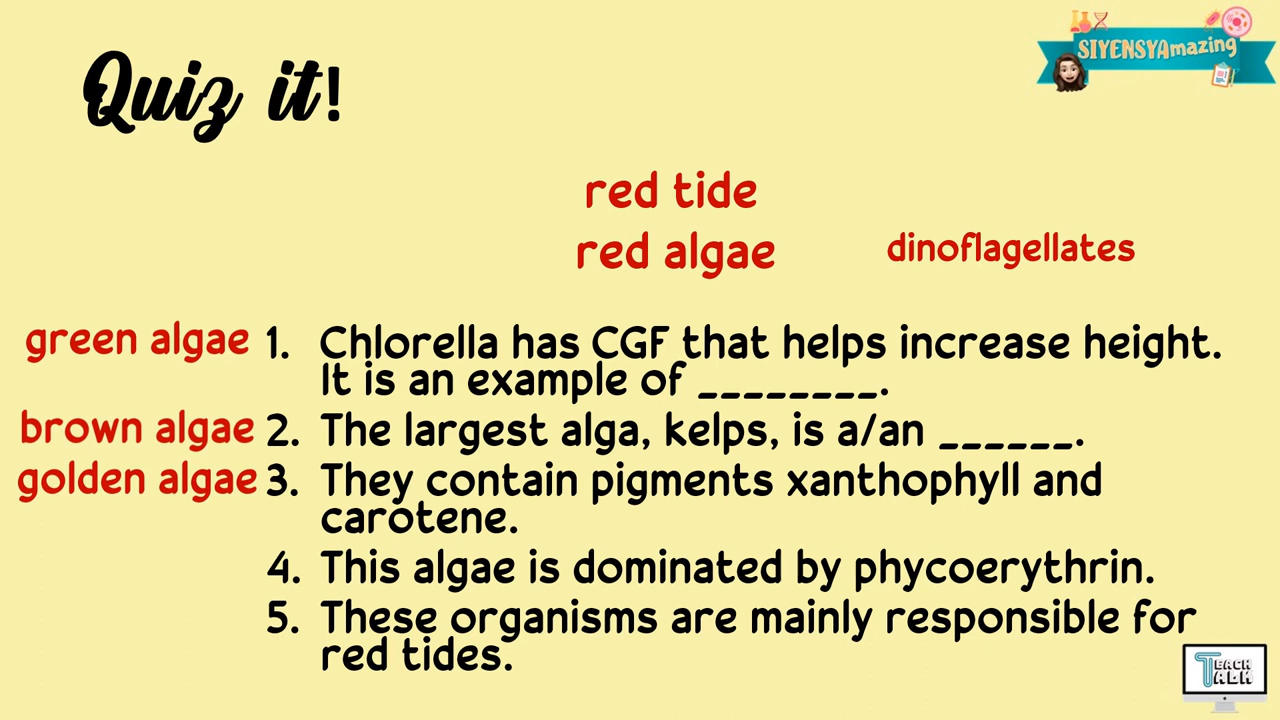 Quiz it!
SIYENSYAmazing
red tide
red algae
dinoflagellates
green algae 1. Chlorella has CGF that helps increase height.
It is an example of ________.
brown algae 2. The largest alga, kelps, is a/an ______.
golden algae 3. They contain pigments xanthophyll and
carotene.
4. This algae is dominated by phycoerythrin.
5. These organisms are mainly responsible for
red tides.
TEACH
TALK